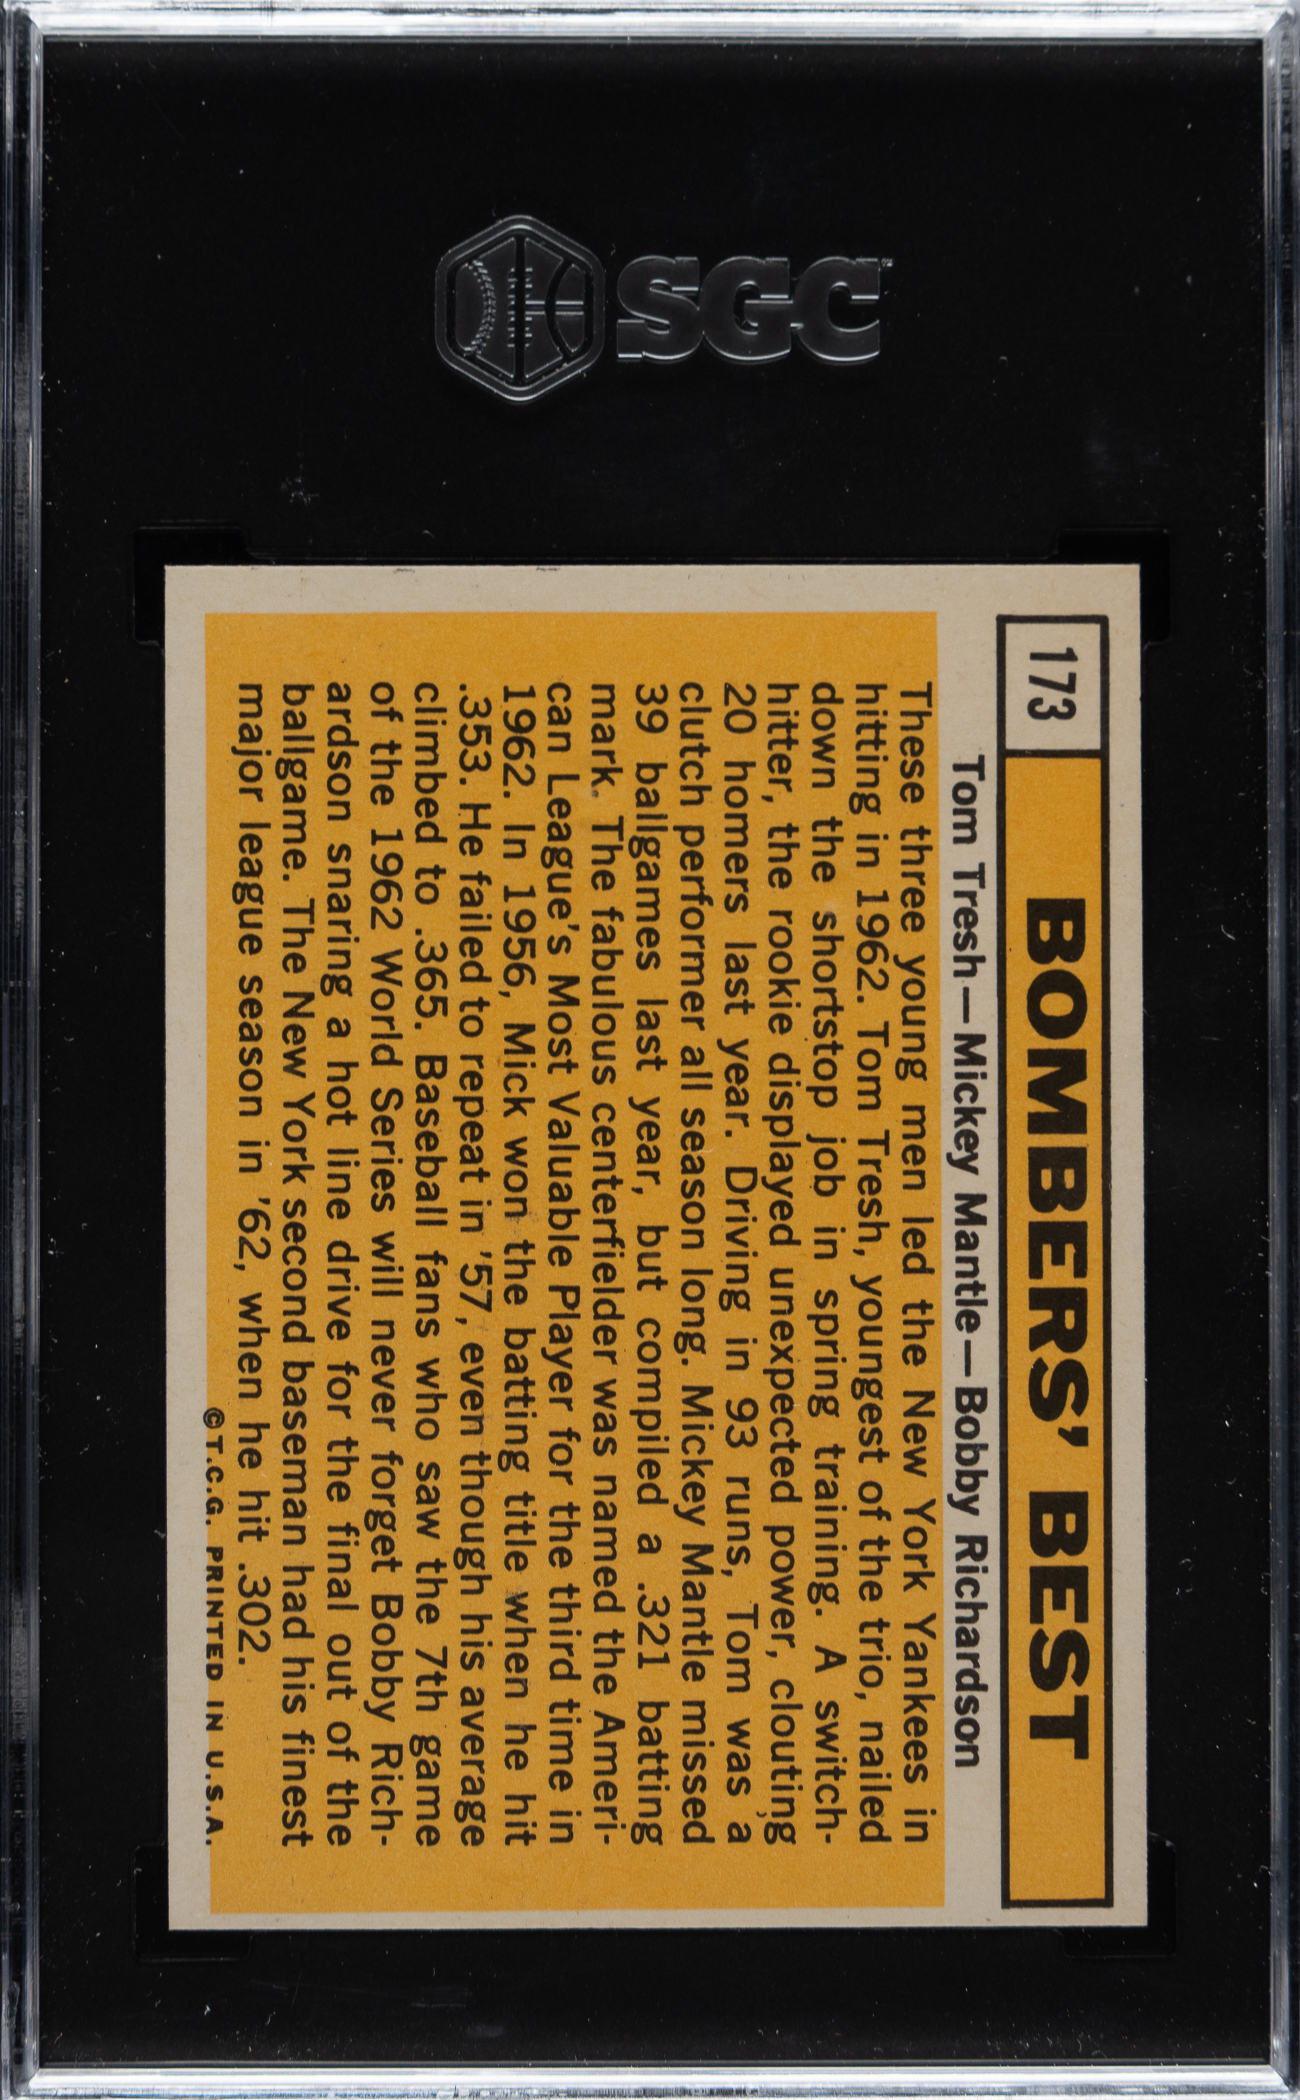 SGC
173
BOMBERS' BEST
Tom Tresh—Mickey Mantle—Bobby Richardson
These three young men led the New York Yankees in
hitting in 1962. Tom Tresh, youngest of the trio, nailed
down the shortstop job in spring training. A switch-
hitter, the rookie displayed unexpected power, clouting
20 homers last year. Driving in 93 runs, Tom was a
clutch performer all season long. Mickey Mantle missed
39 ballgames last year, but compiled a .321 batting
mark. The fabulous centerfielder was named the Ameri-
can League's Most Valuable Player for the third time in
1962. In 1956, Mick won the batting title when he hit
.353. He failed to repeat in '57, even though his average
climbed to .365. Baseball fans who saw the 7th game
of the 1962 World Series will never forget Bobby Rich-
ardson snaring a hot line drive for the final out of the
ballgame. The New York second baseman had his finest
major league season in '62, when he hit .302.
© T.C.G. PRINTED IN U.S.A.